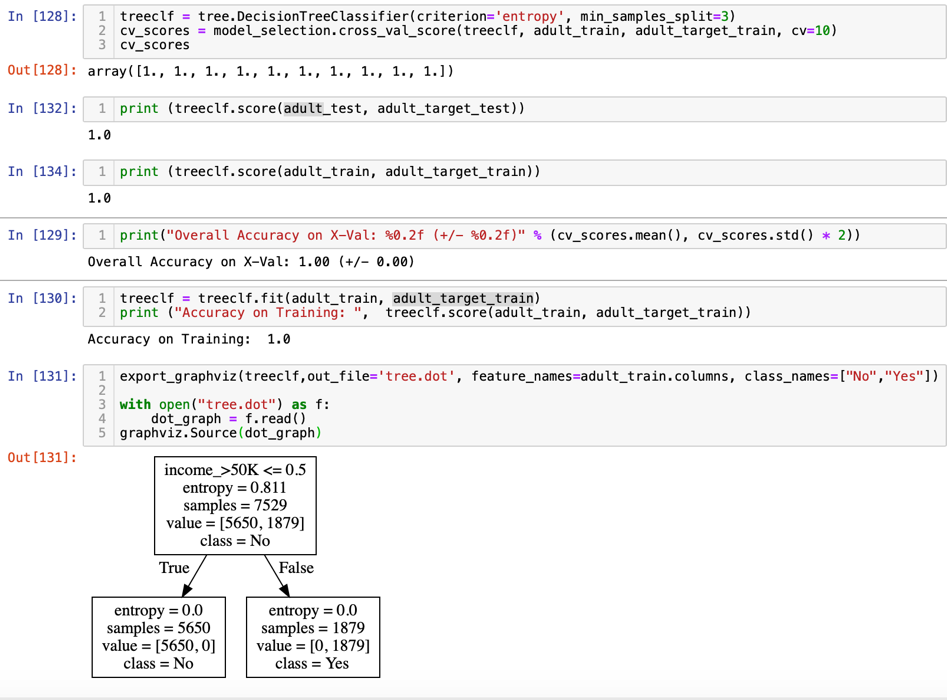 In [128]:
1 treeclf = tree.DecisionTreeClassifier(criterion='entropy', min_samples_split=3)
2 cv_scores = model_selection.cross_val_score(treeclf, adult_train, adult_target_train, cv=10)
3 cv_scores
Out[128]: array([1., 1., 1., 1., 1., 1., 1., 1., 1., 1.])
In [132]: 1 print (treeclf.score(adult_test, adult_target_test))
1.0
In [134]: 1 print (treeclf.score(adult_train, adult_target_train))
1.0
In [129]: 1 print("Overall Accuracy on X-Val: %0.2f (+/- %0.2f)" % (cv_scores.mean(), cv_scores.std() * 2))
Overall Accuracy on X-Val: 1.00 (+/- 0.00)
In [130]: 1 treeclf = treeclf.fit(adult_train, adult_target_train)
2 print ("Accuracy on Training: ",  treeclf.score(adult_train, adult_target_train))
Accuracy on Training:  1.0
In [131]: 1 export_graphviz(treeclf,out_file='tree.dot', feature_names=adult_train.columns, class_names=["No","Yes"])
2
3 with open("tree.dot") as f:
4     dot_graph = f.read()
5 graphviz.Source(dot_graph)
Out[131]:
income_>50K <= 0.5
entropy = 0.811
samples = 7529
value = [5650, 1879]
class = No
True
False
entropy = 0.0
samples = 5650
value = [5650, 0]
class = No
entropy = 0.0
samples = 1879
value = [0, 1879]
class = Yes